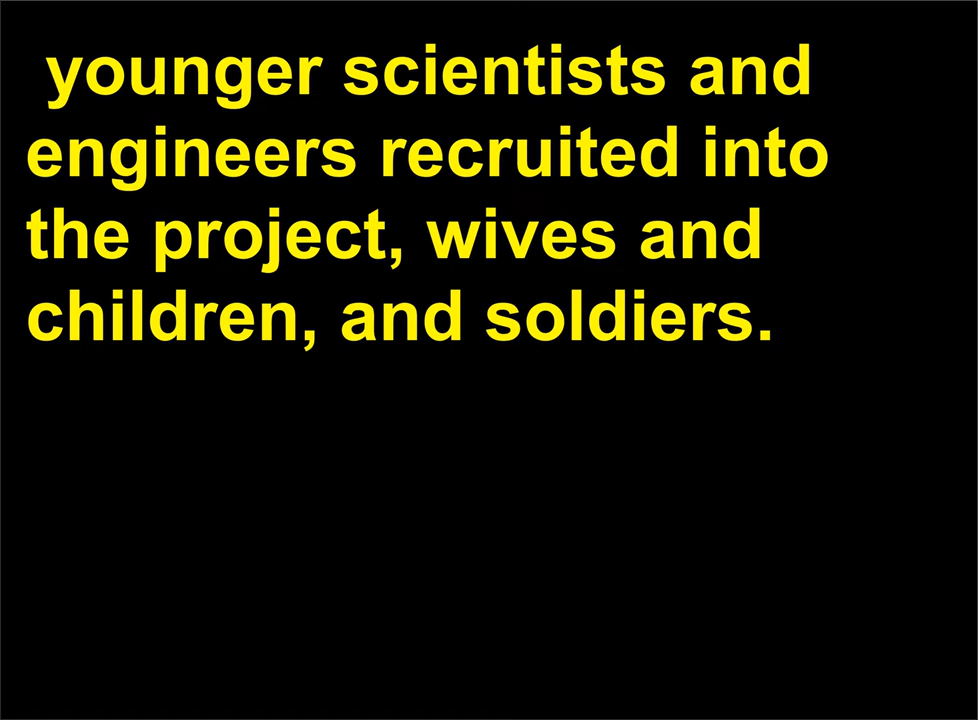 younger scientists and
engineers recruited into
the project, wives and
children, and soldiers.